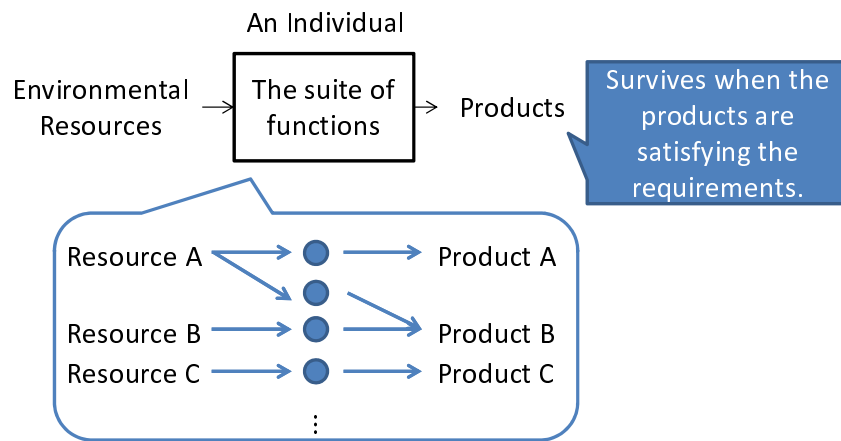 An Individual
Environmental
Resources
The suite of
functions
Products
Survives when the
products are
satisfying the
requirements.
Resource A
Product A
Resource B
Product B
Resource C
Product C
⋮